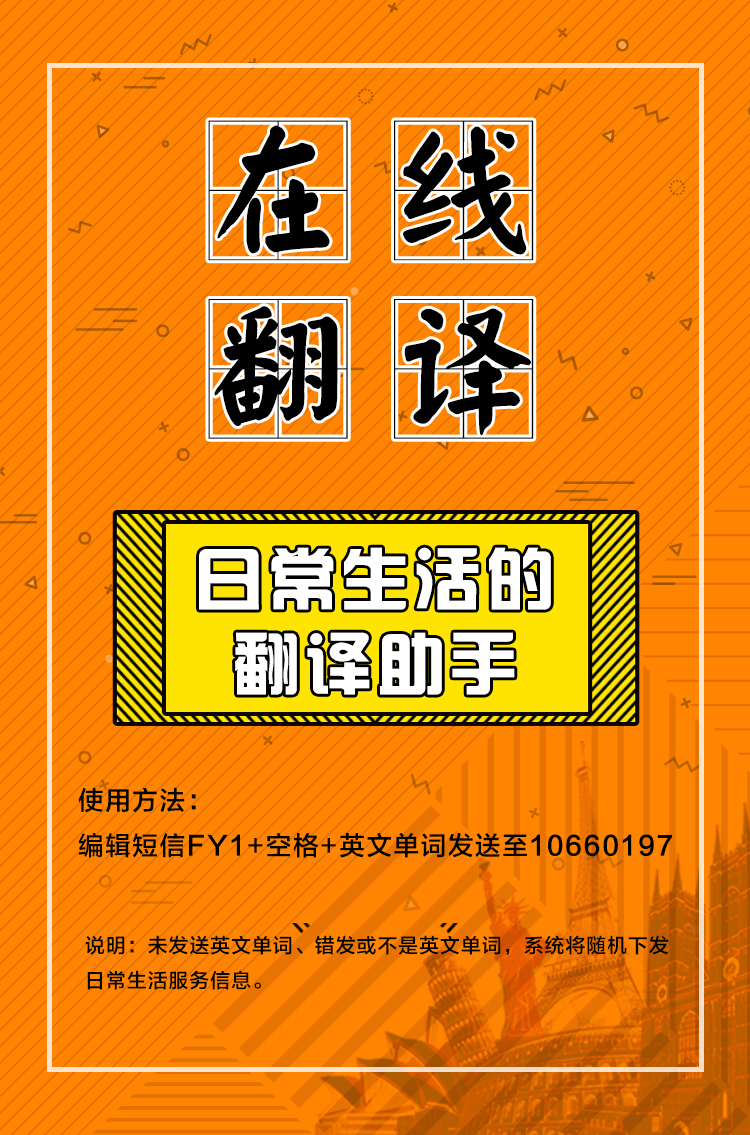 在线
翻译
日常生活的
翻译助手
使用方法：
编辑短信FY1+空格+英文单词发送至10660197
说明：未发送英文单词、错发或不是英文单词，系统将随机下发
日常生活服务信息。